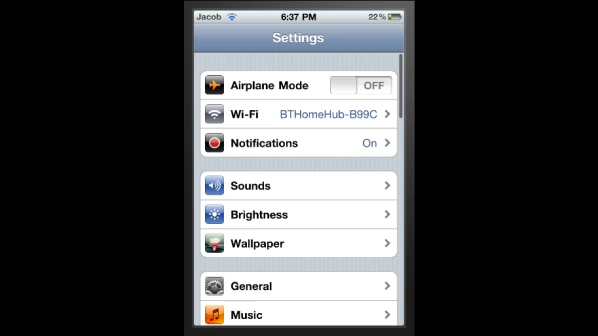 Jacob 6:37 PM 22%
Settings
Airplane Mode OFF
Wi-Fi BTHomeHub-B99C
Notifications On
Sounds
Brightness
Wallpaper
General
Music